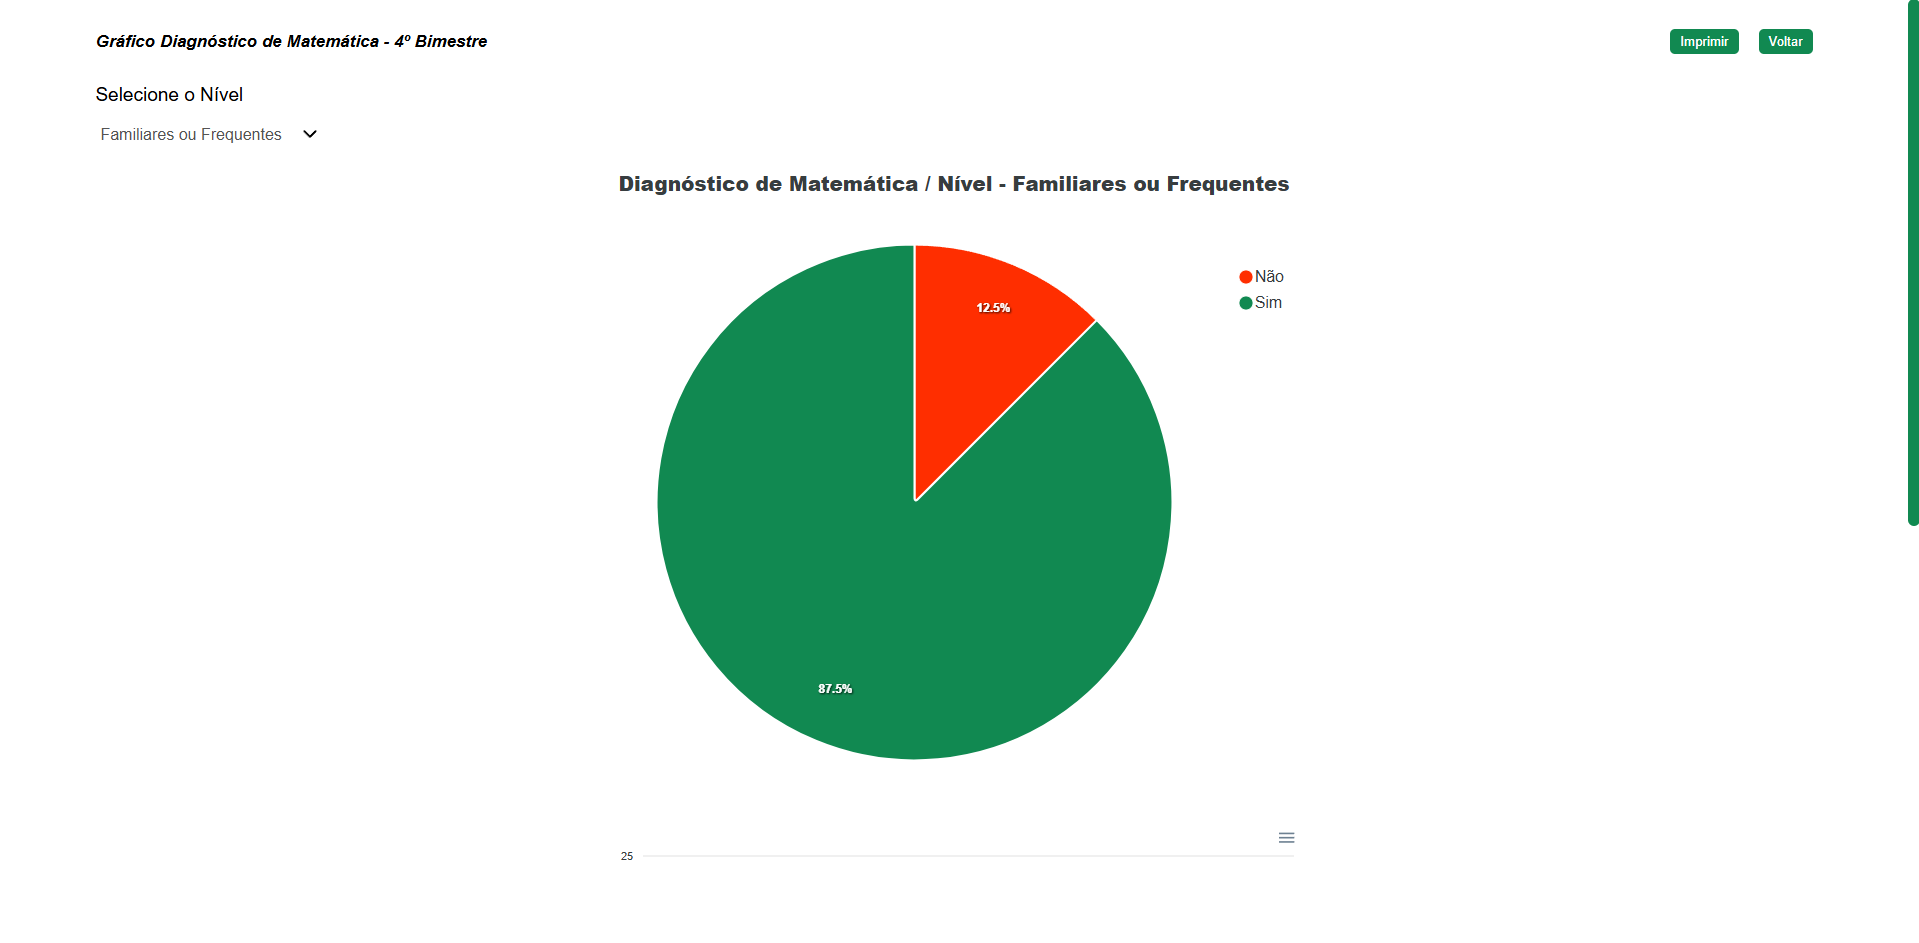 Gráfico Diagnóstico de Matemática - 4º Bimestre
Imprimir
Voltar
Selecione o Nível
Familiares ou Frequentes
Diagnóstico de Matemática / Nível - Familiares ou Frequentes
Não
Sim
12.5%
87.5%
25